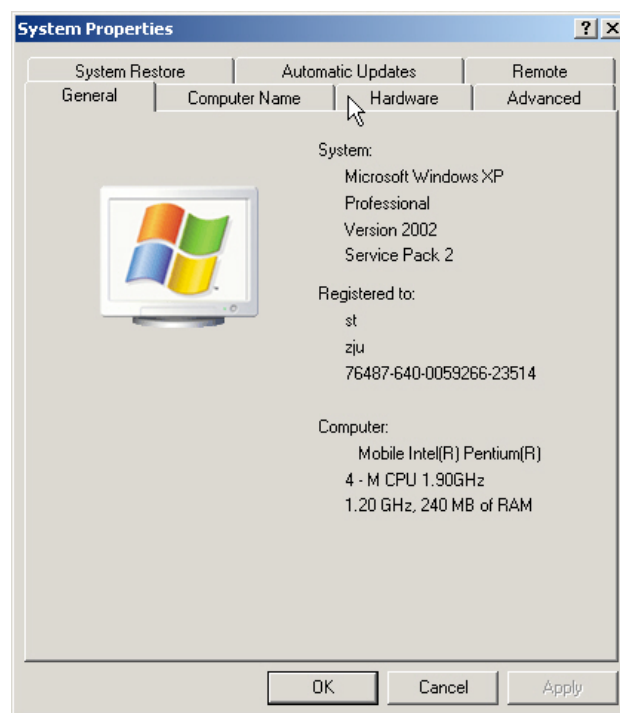 System Properties
System Restore Automatic Updates Remote
General Computer Name Hardware Advanced
System:
Microsoft Windows XP
Professional
Version 2002
Service Pack 2
Registered to:
st
zju
76487-640-0059266-23514
Computer:
Mobile Intel(R) Pentium(R)
4 - M CPU 1.90GHz
1.20 GHz, 240 MB of RAM
OK Cancel Apply